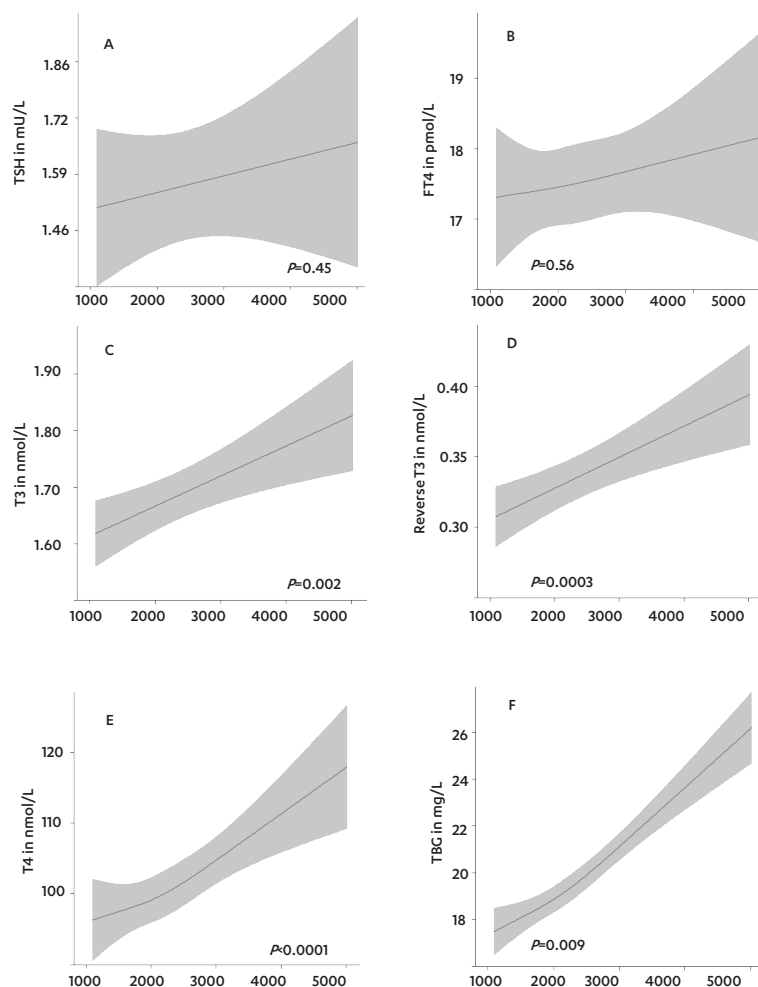 A
TSH in mU/L
1.86
1.72
1.59
1.46
P=0.45
1000 2000 3000 4000 5000
B
FT4 in pmol/L
19
18
17
P=0.56
1000 2000 3000 4000 5000
C
T3 in nmol/L
1.90
1.80
1.70
1.60
P=0.002
1000 2000 3000 4000 5000
D
Reverse T3 in nmol/L
0.40
0.35
0.30
P=0.0003
1000 2000 3000 4000 5000
E
T4 in nmol/L
120
110
100
P<0.0001
1000 2000 3000 4000 5000
F
TBG in mg/L
26
24
22
20
18
P=0.009
1000 2000 3000 4000 5000